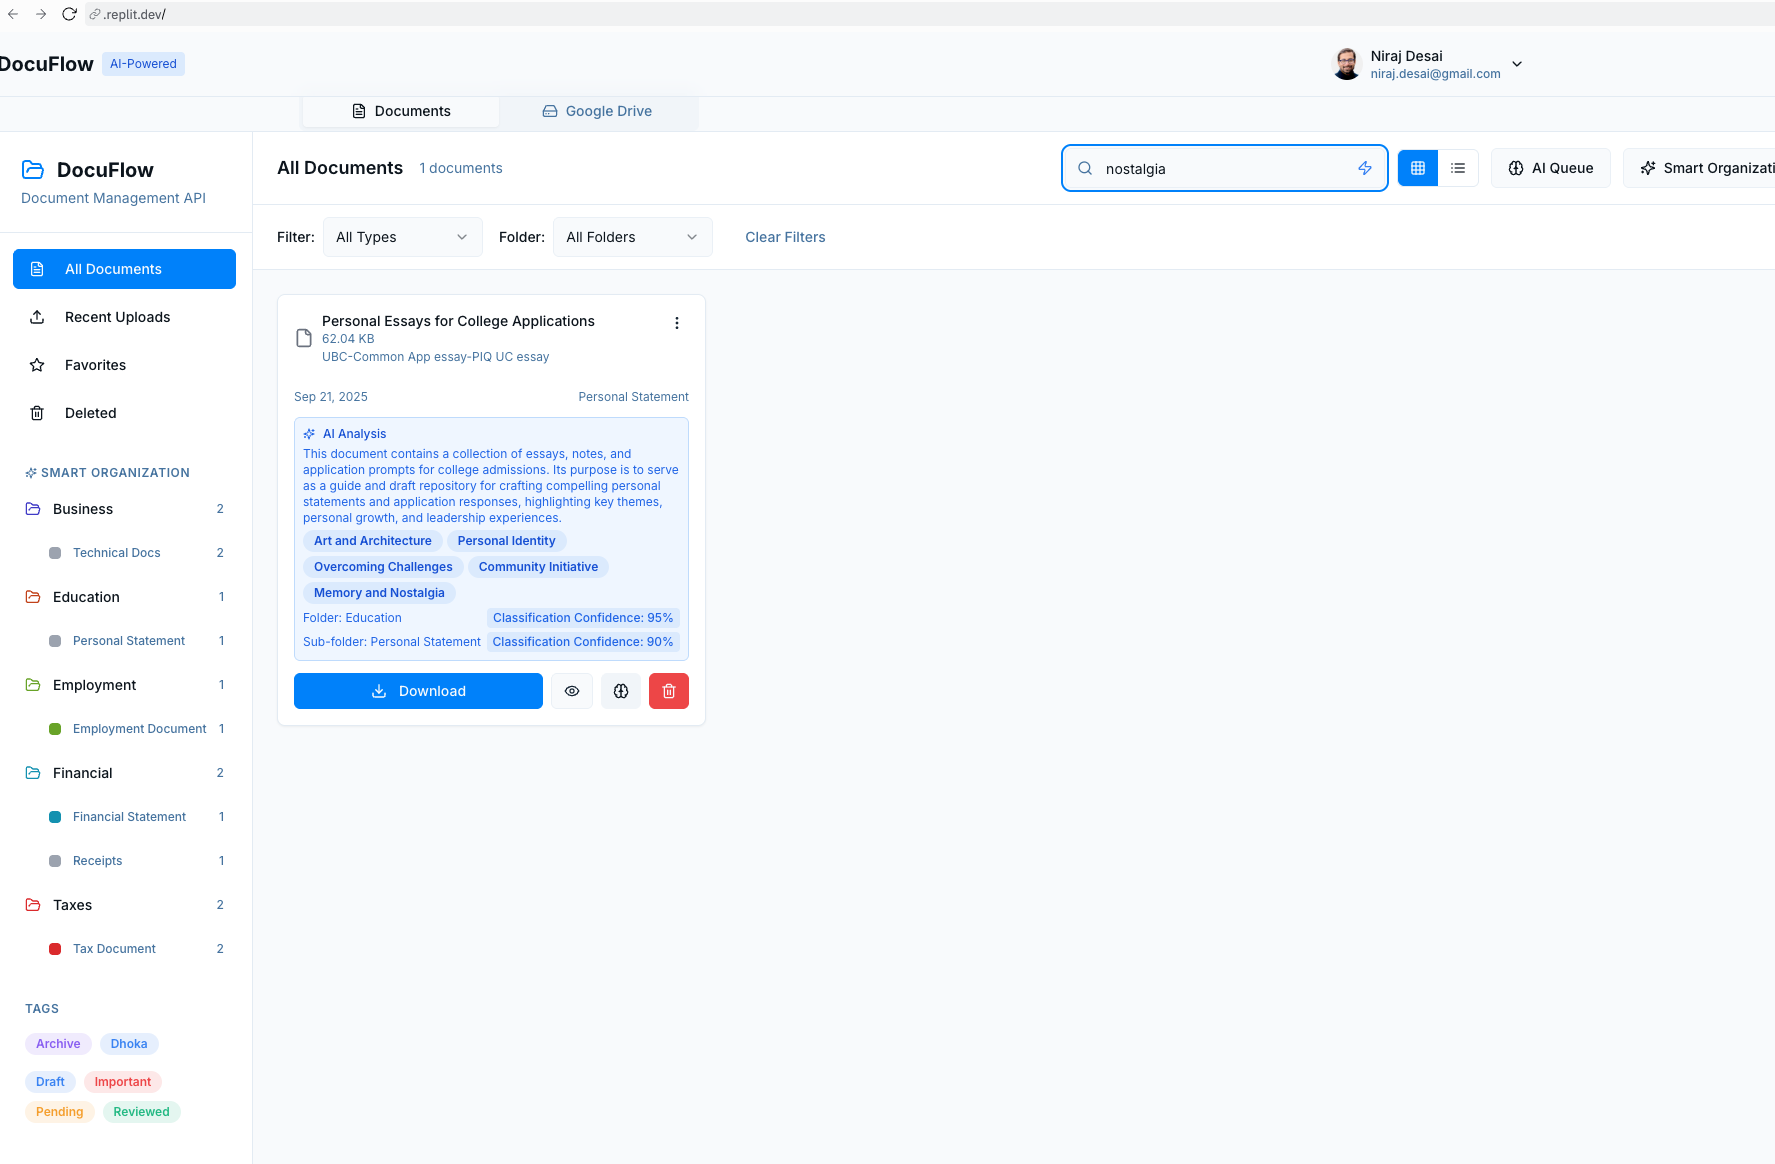 .replit.dev/
DocuFlow AI-Powered
Niraj Desai
niraj.desai@gmail.com
Documents Google Drive
DocuFlow
Document Management API
All Documents
Recent Uploads
Favorites
Deleted
SMART ORGANIZATION
Business 2
Technical Docs 2
Education 1
Personal Statement 1
Employment 1
Employment Document 1
Financial 2
Financial Statement 1
Receipts 1
Taxes 2
Tax Document 2
TAGS
Archive Dhoka
Draft Important
Pending Reviewed
All Documents 1 documents
nostalgia
AI Queue
Smart Organizati
Filter: All Types Folder: All Folders Clear Filters
Personal Essays for College Applications
62.04 KB
UBC-Common App essay-PIQ UC essay
Sep 21, 2025 Personal Statement
AI Analysis
This document contains a collection of essays, notes, and
application prompts for college admissions. Its purpose is to serve
as a guide and draft repository for crafting compelling personal
statements and application responses, highlighting key themes,
personal growth, and leadership experiences.
Art and Architecture Personal Identity
Overcoming Challenges Community Initiative
Memory and Nostalgia
Folder: Education Classification Confidence: 95%
Sub-folder: Personal Statement Classification Confidence: 90%
Download